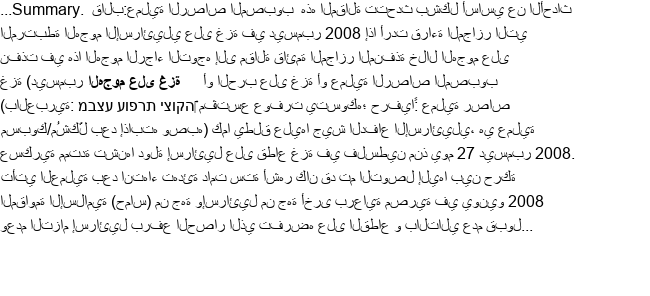 ...Summary. قالب:عملية الرصاص المصبوب هذه المقالة تتحدث بشكل أساسي عن الأحداث
المرتبطة الهجوم الإسرائيلي على غزة في ديسمبر 2008 إذا أردت قراءة المجازر التي
نفذت في هذا الهجوم الرجاء التوجه إلى مقالة قائمة المجازر المنفذة خلال الهجوم على
غزة (ديسمبر الهجوم على غزة أو الحرب على غزة أو عملية الرصاص المصبوب
(بالعبرية: מבצע עופרת יצוקה مڤتسع عوفرت يتسوكه؛ حرفياً: عملية رصاص
مسبوك/مُشكّل بعد إذابته وصبه) كما يطلق عليها جيش الدفاع الإسرائيلي، هي عملية
عسكرية ممتدة تشنها دولة إسرائيل على قطاع غزة في فلسطين منذ يوم 27 ديسمبر 2008.
تأتي العملية بعد انتهاء تهدئة دامت ستة أشهر كان قد تم التوصل إليها بين حركة
المقاومة الإسلامية (حماس) من جهة وإسرائيل من جهة أخرى برعاية مصرية في يونيو 2008
وعدم التزام إسرائيل برفع الحصار الذي تفرضه على القطاع و بالتالي عدم قبول...